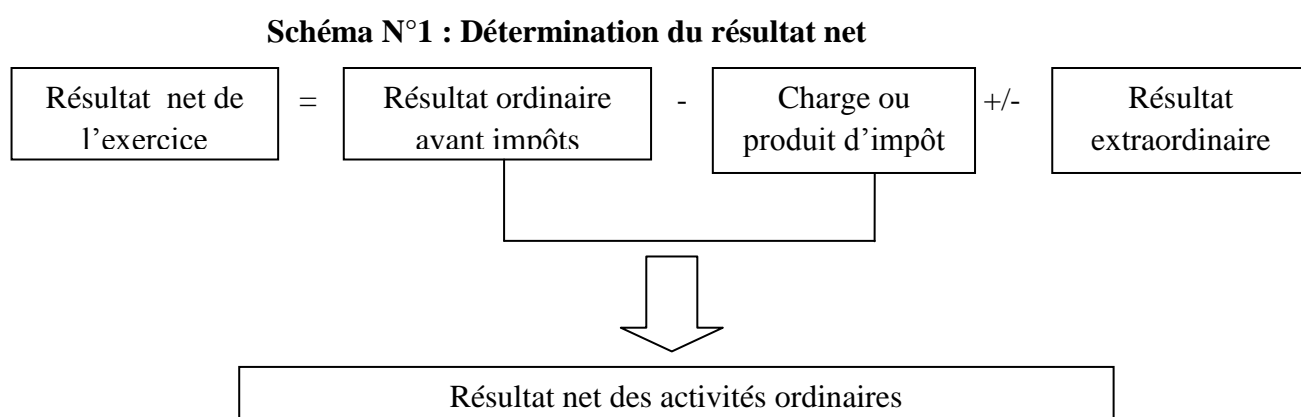 Schéma N°1 : Détermination du résultat net
Résultat net de
l'exercice
=
Résultat ordinaire
avant impôts
-
Charge ou
produit d'impôt
+/-
Résultat
extraordinaire
Résultat net des activités ordinaires